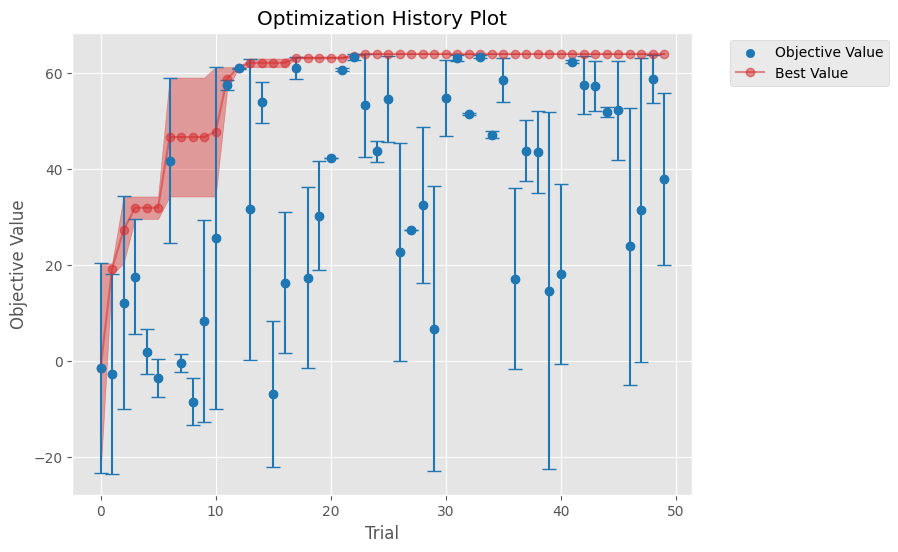 Optimization History Plot
Objective Value
Best Value
60
40
20
0
−20
Objective Value
0 10 20 30 40 50
Trial